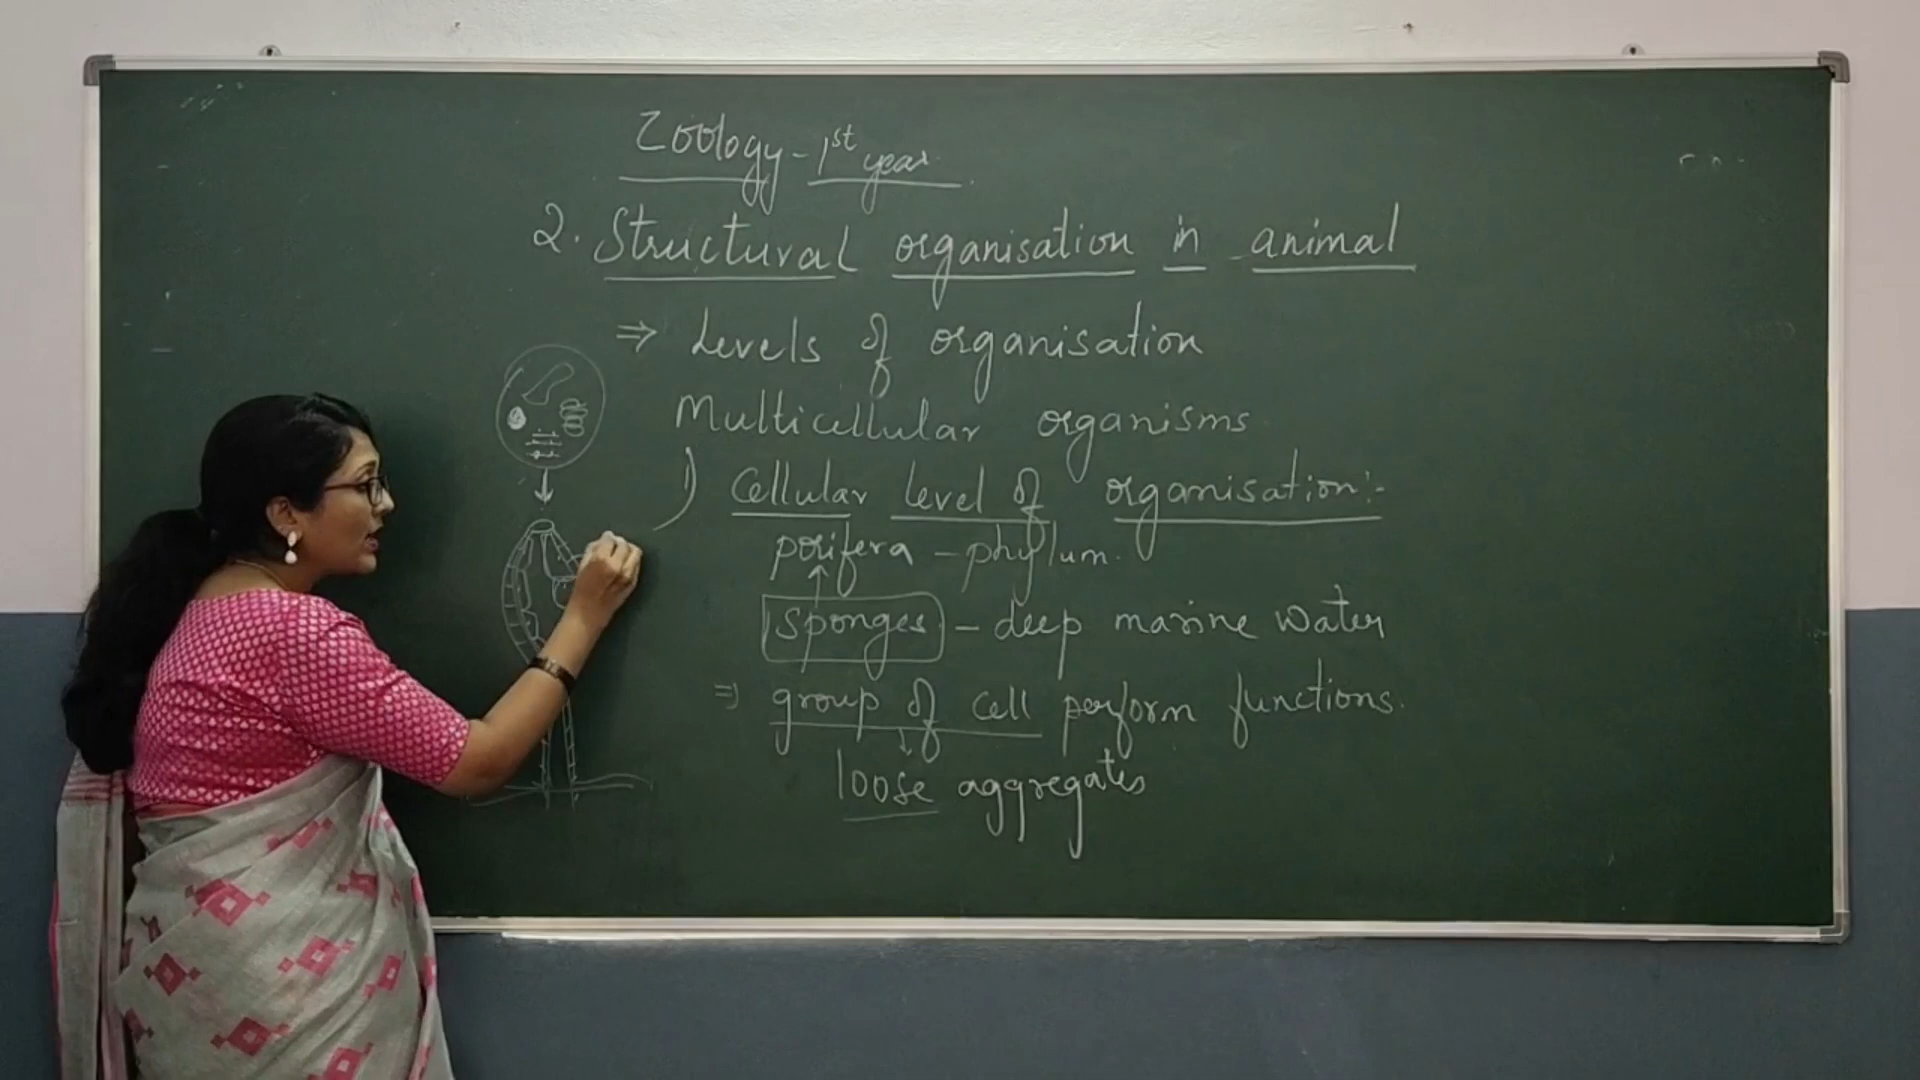 Zoology - 1st year
2. Structural organisation in animal
⇒ Levels of organisation
Multicellular organisms
1) Cellular level of organisation:-
porifera - phylum.
↑
sponges - deep marine water
⇒ group of cell perform functions.
↓
loose aggregates